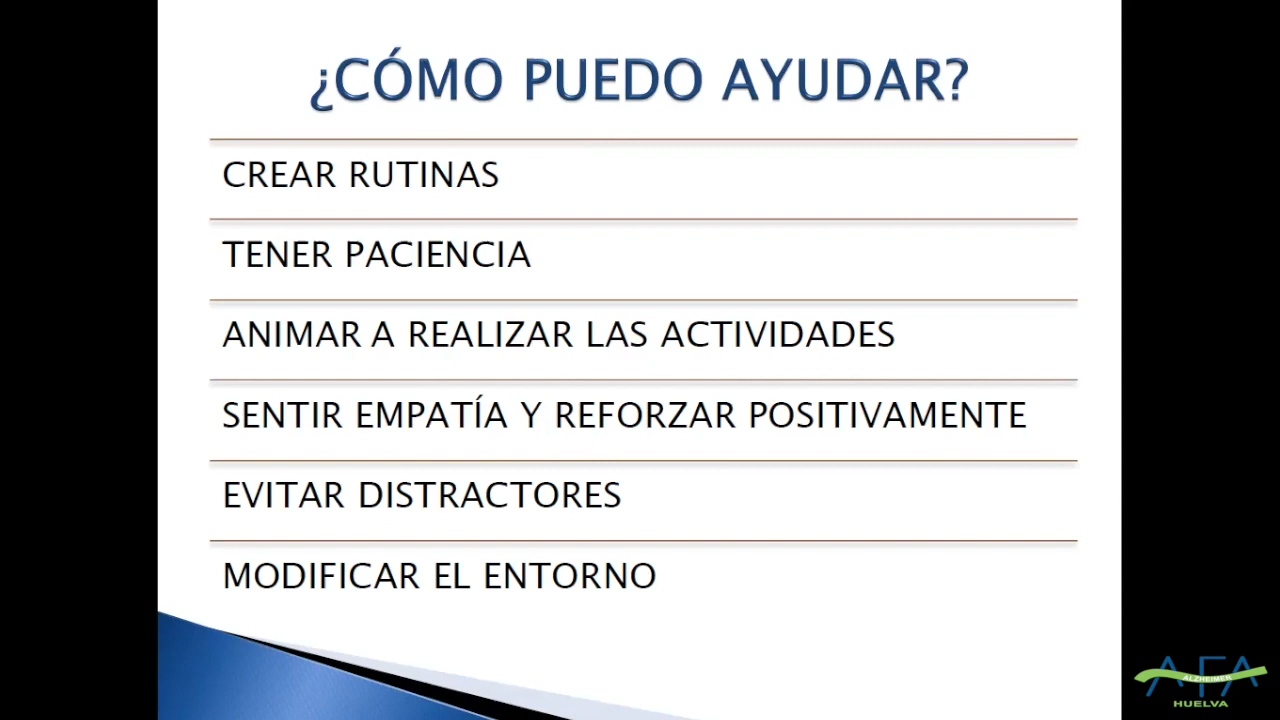 ¿CÓMO PUEDO AYUDAR?
CREAR RUTINAS
TENER PACIENCIA
ANIMAR A REALIZAR LAS ACTIVIDADES
SENTIR EMPATÍA Y REFORZAR POSITIVAMENTE
EVITAR DISTRACTORES
MODIFICAR EL ENTORNO
AFA
ALZHEIMER
HUELVA